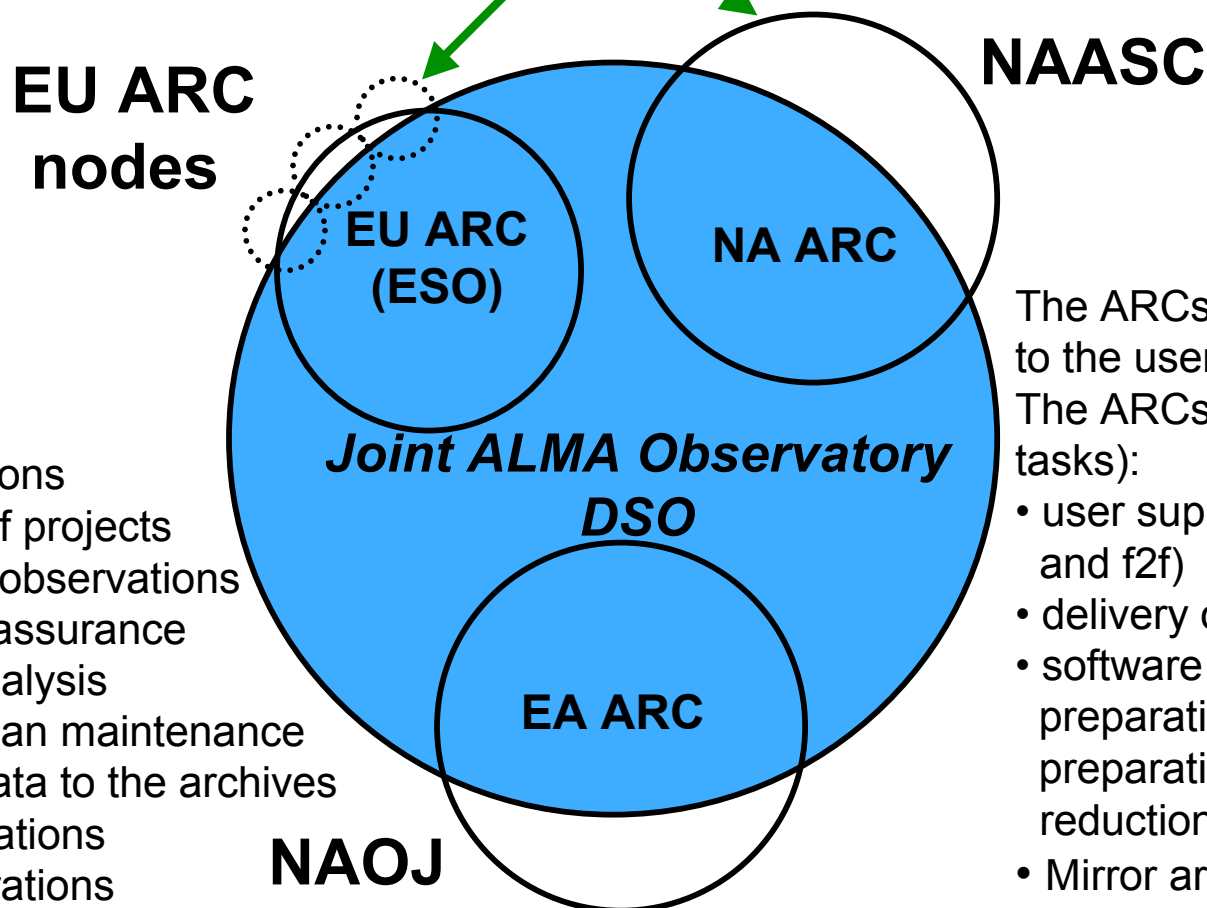 EU ARC
nodes
NAASC
EU ARC
(ESO)
NA ARC
Joint ALMA Observatory
DSO
EA ARC
NAOJ
ons
f projects
observations
assurance
alysis
an maintenance
ata to the archives
ations
ations
The ARCs
to the user
The ARCs
tasks):
• user sup
and f2f)
• delivery o
• software
preparati
preparati
reduction
• Mirror ar